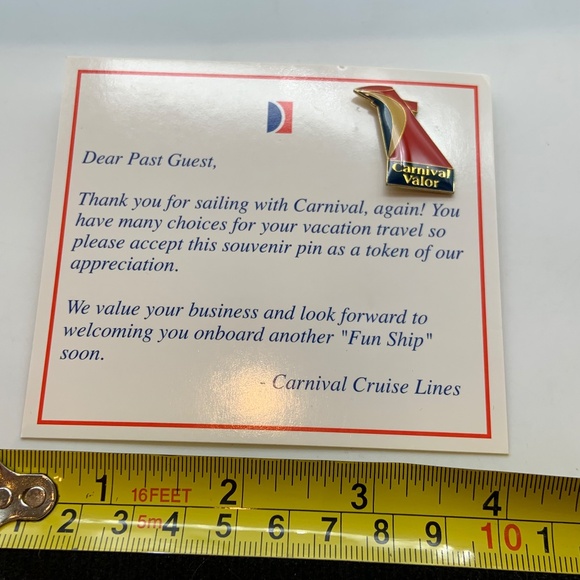 Carnival
Valor
Dear Past Guest,
Thank you for sailing with Carnival, again! You
have many choices for your vacation travel so
please accept this souvenir pin as a token of our
appreciation.
We value your business and look forward to
welcoming you onboard another "Fun Ship"
soon.
- Carnival Cruise Lines
1 16FEET 2 3 4
2 3 5m 4 5 6 7 8 9 10 1